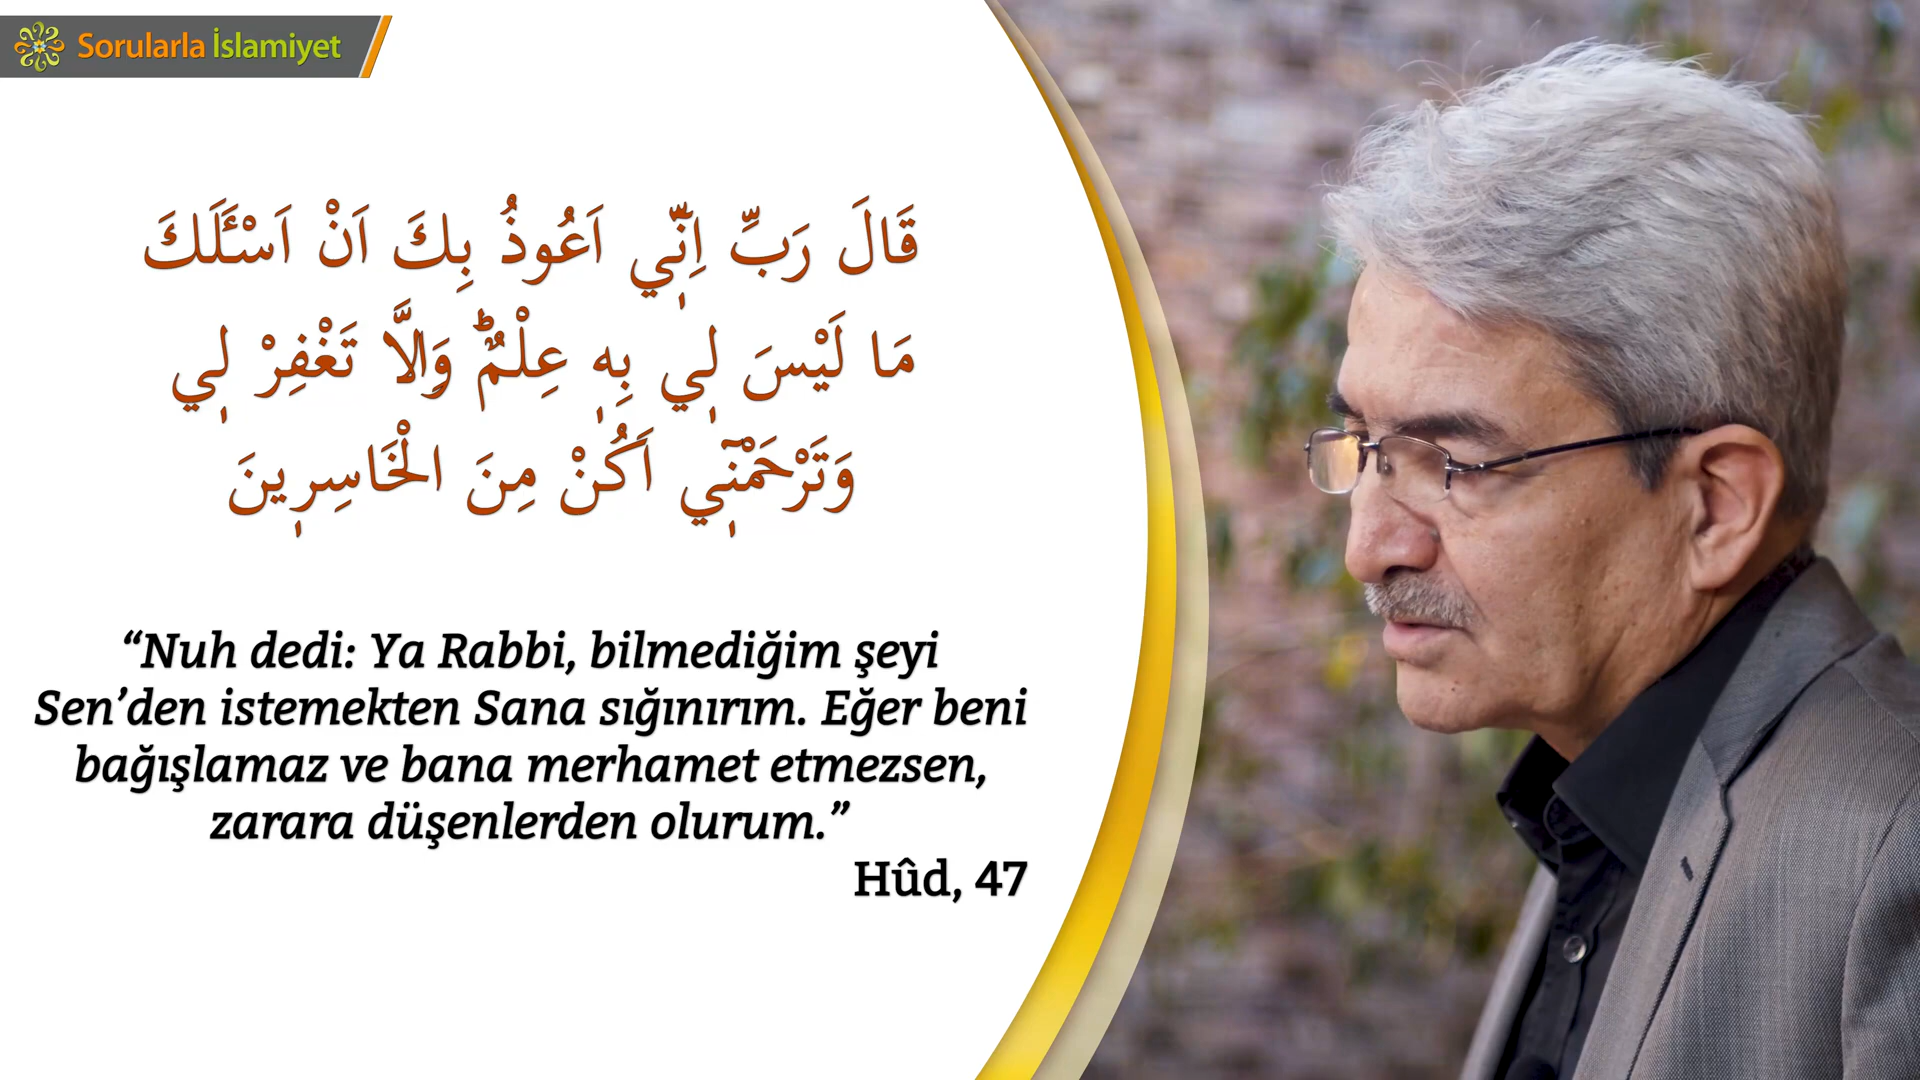 Sorularla İslamiyet
قَالَ رَبِّ اِنّ۪ٓي اَعُوذُ بِكَ اَنْ اَسْـَٔلَكَ
مَا لَيْسَ ل۪ي بِه۪ عِلْمٌۜ وَاِلَّا تَغْفِرْ ل۪ي
وَتَرْحَمْن۪ٓي اَكُنْ مِنَ الْخَاسِر۪ينَ
“Nuh dedi: Ya Rabbi, bilmediğim şeyi
Sen’den istemekten Sana sığınırım. Eğer beni
bağışlamaz ve bana merhamet etmezsen,
zarara düşenlerden olurum.”
Hûd, 47